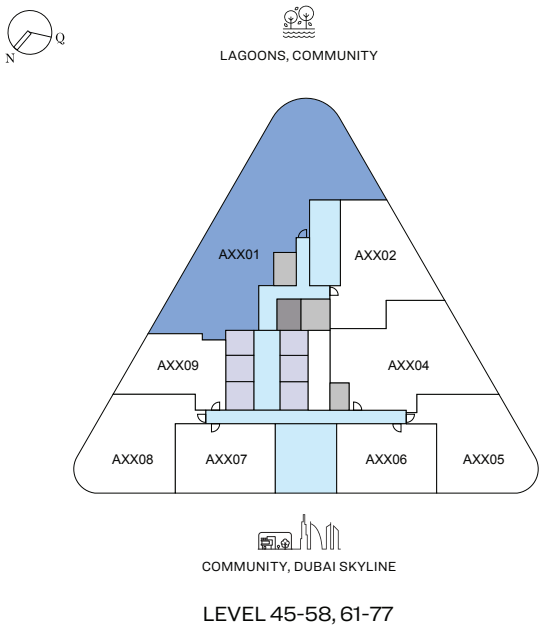 Q
N
LAGOONS, COMMUNITY
AXX01
AXX02
AXX09
AXX04
AXX08
AXX07
AXX06
AXX05
COMMUNITY, DUBAI SKYLINE
LEVEL 45-58, 61-77